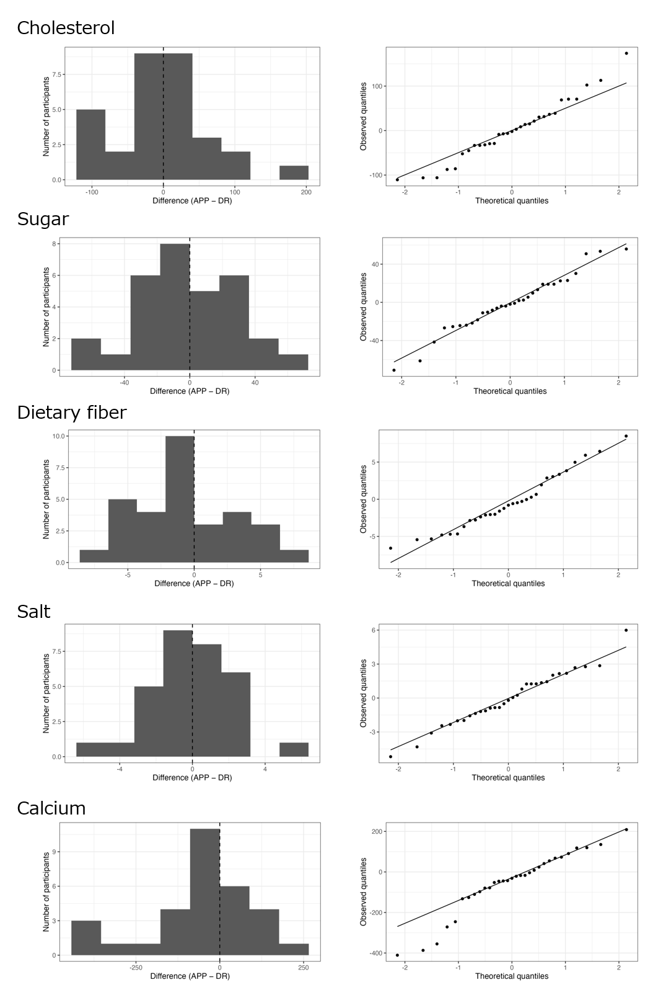 Cholesterol
Number of participants
7.5
5.0
2.5
0.0
-100 0 100 200
Difference (APP − DR)
Observed quantiles
100
0
-100
-2 -1 0 1 2
Theoretical quantiles
Sugar
Number of participants
8
6
4
2
0
-40 0 40
Difference (APP − DR)
Observed quantiles
40
0
-40
-2 -1 0 1 2
Theoretical quantiles
Dietary fiber
Number of participants
10.0
7.5
5.0
2.5
0.0
-5 0 5
Difference (APP − DR)
Observed quantiles
5
0
-5
-2 -1 0 1 2
Theoretical quantiles
Salt
Number of participants
7.5
5.0
2.5
0.0
-4 0 4
Difference (APP − DR)
Observed quantiles
6
3
0
-3
-2 -1 0 1 2
Theoretical quantiles
Calcium
Number of participants
9
6
3
0
-250 0 250
Difference (APP − DR)
Observed quantiles
200
0
-200
-400
-2 -1 0 1 2
Theoretical quantiles